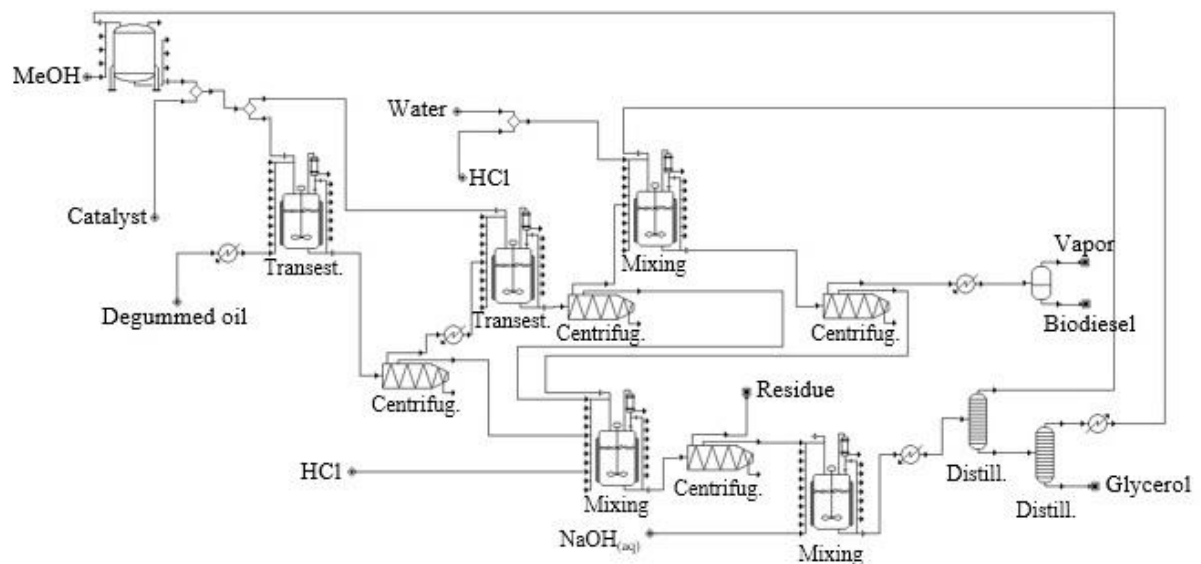 MeOH
Water
HCl
Catalyst
Transest.
Mixing
Vapor
Degummed oil
Transest.
Centrifug.
Centrifug.
Biodiesel
Centrifug.
Residue
HCl
Mixing
Centrifug.
Distill.
Glycerol
Distill.
NaOH(aq)
Mixing